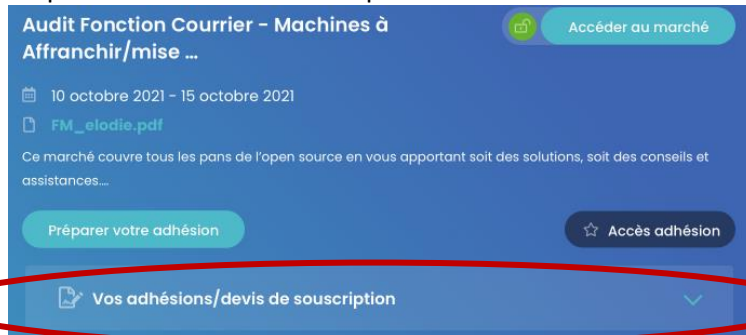 Audit Fonction Courrier - Machines à
Affranchir/mise ...
Accéder au marché
10 octobre 2021 - 15 octobre 2021
FM_elodie.pdf
Ce marché couvre tous les pans de l'open source en vous apportant soit des solutions, soit des conseils et
assistances....
Préparer votre adhésion
Accès adhésion
Vos adhésions/devis de souscription